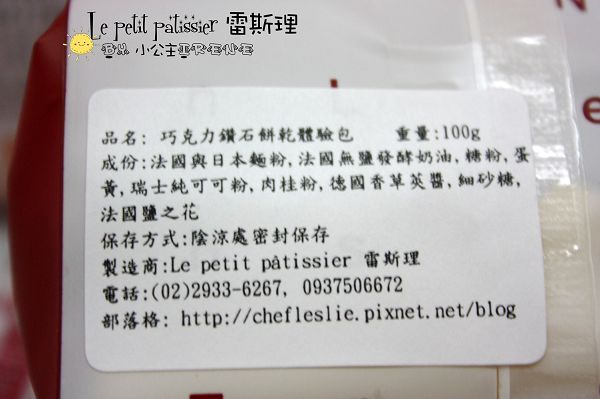 Le petit patissier 雷斯理
BY 小公主IRENE
品名: 巧克力鑽石餅乾體驗包 重量:100g
成份:法國與日本麵粉,法國無鹽發酵奶油,糖粉,蛋
黃,瑞士純可可粉,肉桂粉,德國香草莢醬,細砂糖,
法國鹽之花
保存方式:陰涼處密封保存
製造商:Le petit pâtissier 雷斯理
電話:(02)2933-6267, 0937506672
部落格: http://chefleslie.pixnet.net/blog